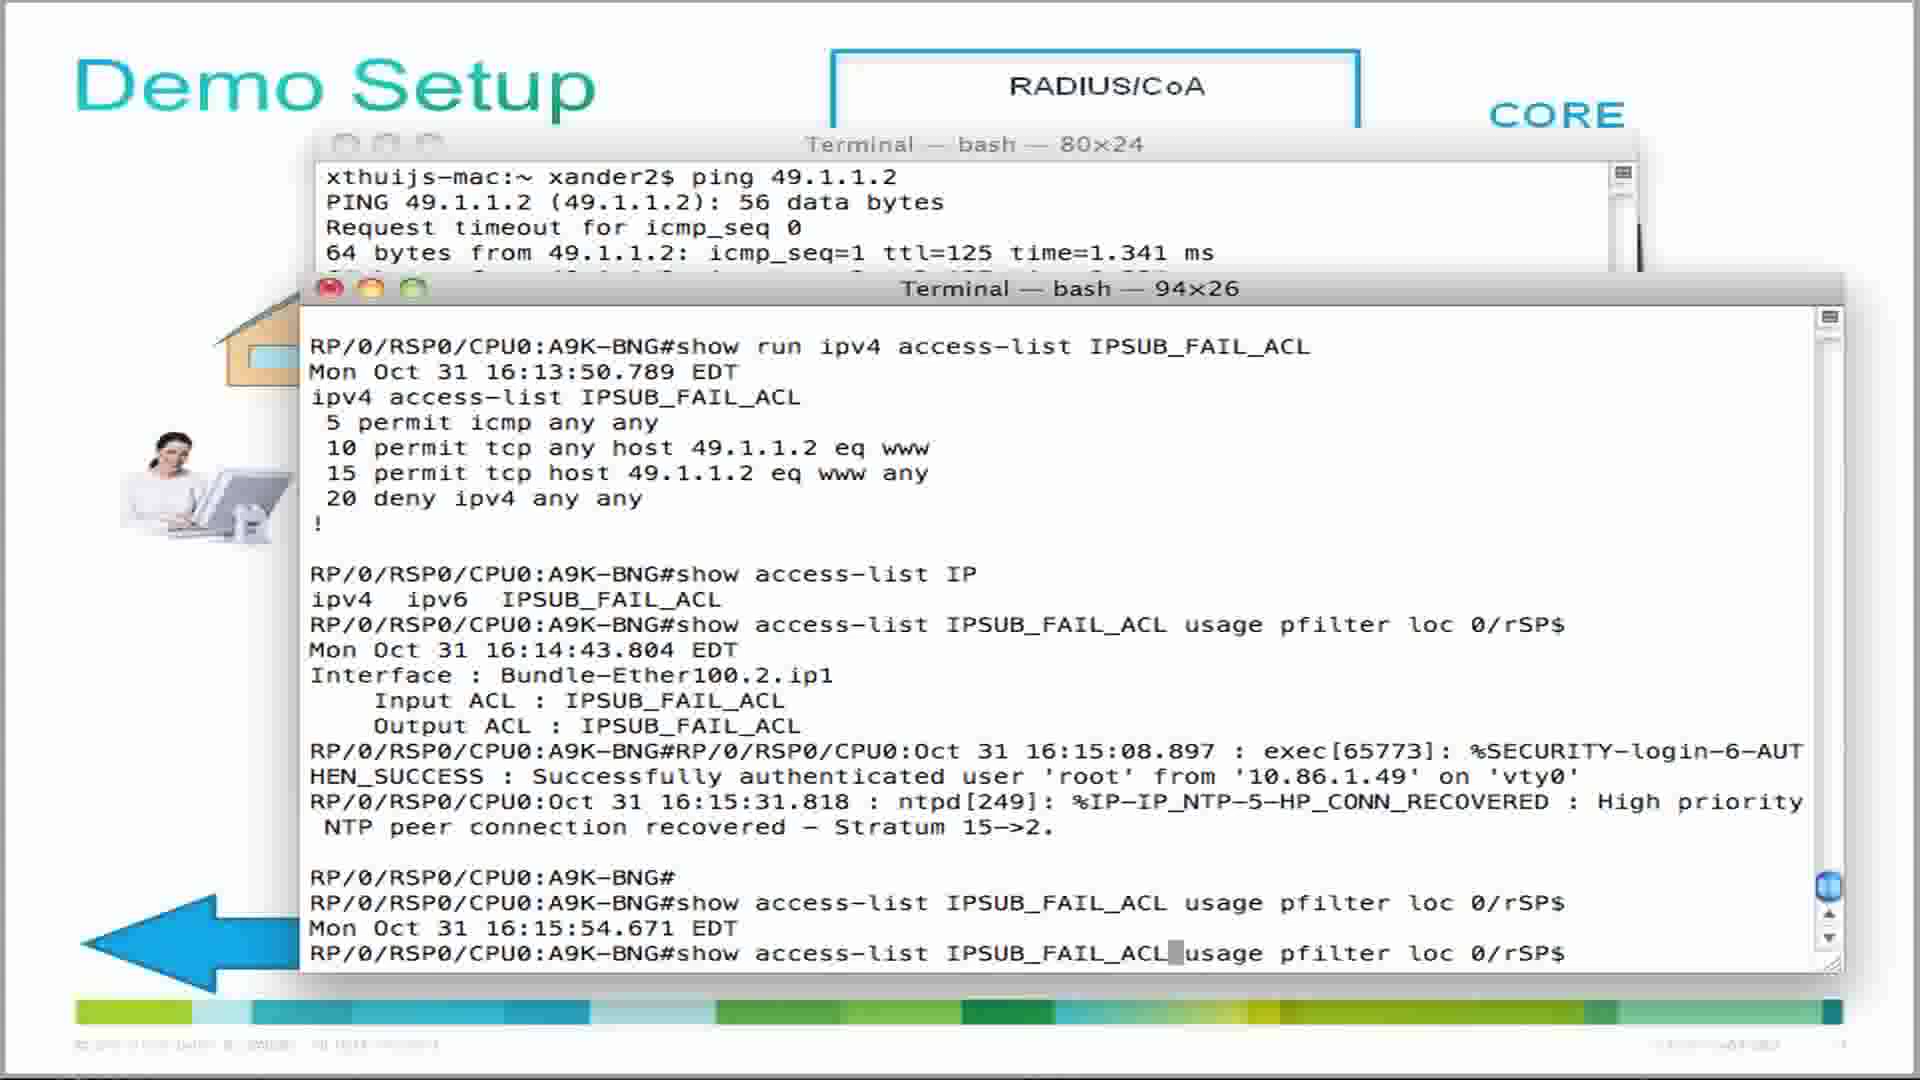 Demo Setup
RADIUS/CoA
CORE
Terminal — bash — 80×24
xthuijs-mac:~ xander2$ ping 49.1.1.2
PING 49.1.1.2 (49.1.1.2): 56 data bytes
Request timeout for icmp_seq 0
64 bytes from 49.1.1.2: icmp_seq=1 ttl=125 time=1.341 ms
Terminal — bash — 94×26
RP/0/RSP0/CPU0:A9K-BNG#show run ipv4 access-list IPSUB_FAIL_ACL
Mon Oct 31 16:13:50.789 EDT
ipv4 access-list IPSUB_FAIL_ACL
5 permit icmp any any
10 permit tcp any host 49.1.1.2 eq www
15 permit tcp host 49.1.1.2 eq www any
20 deny ipv4 any any
!
RP/0/RSP0/CPU0:A9K-BNG#show access-list IP
ipv4 ipv6 IPSUB_FAIL_ACL
RP/0/RSP0/CPU0:A9K-BNG#show access-list IPSUB_FAIL_ACL usage pfilter loc 0/rSP$
Mon Oct 31 16:14:43.804 EDT
Interface : Bundle-Ether100.2.ip1
Input ACL : IPSUB_FAIL_ACL
Output ACL : IPSUB_FAIL_ACL
RP/0/RSP0/CPU0:A9K-BNG#RP/0/RSP0/CPU0:Oct 31 16:15:08.897 : exec[65773]: %SECURITY-login-6-AUT
HEN_SUCCESS : Successfully authenticated user 'root' from '10.86.1.49' on 'vty0'
RP/0/RSP0/CPU0:Oct 31 16:15:31.818 : ntpd[249]: %IP-IP_NTP-5-HP_CONN_RECOVERED : High priority
NTP peer connection recovered - Stratum 15->2.
RP/0/RSP0/CPU0:A9K-BNG#
RP/0/RSP0/CPU0:A9K-BNG#show access-list IPSUB_FAIL_ACL usage pfilter loc 0/rSP$
Mon Oct 31 16:15:54.671 EDT
RP/0/RSP0/CPU0:A9K-BNG#show access-list IPSUB_FAIL_ACL usage pfilter loc 0/rSP$